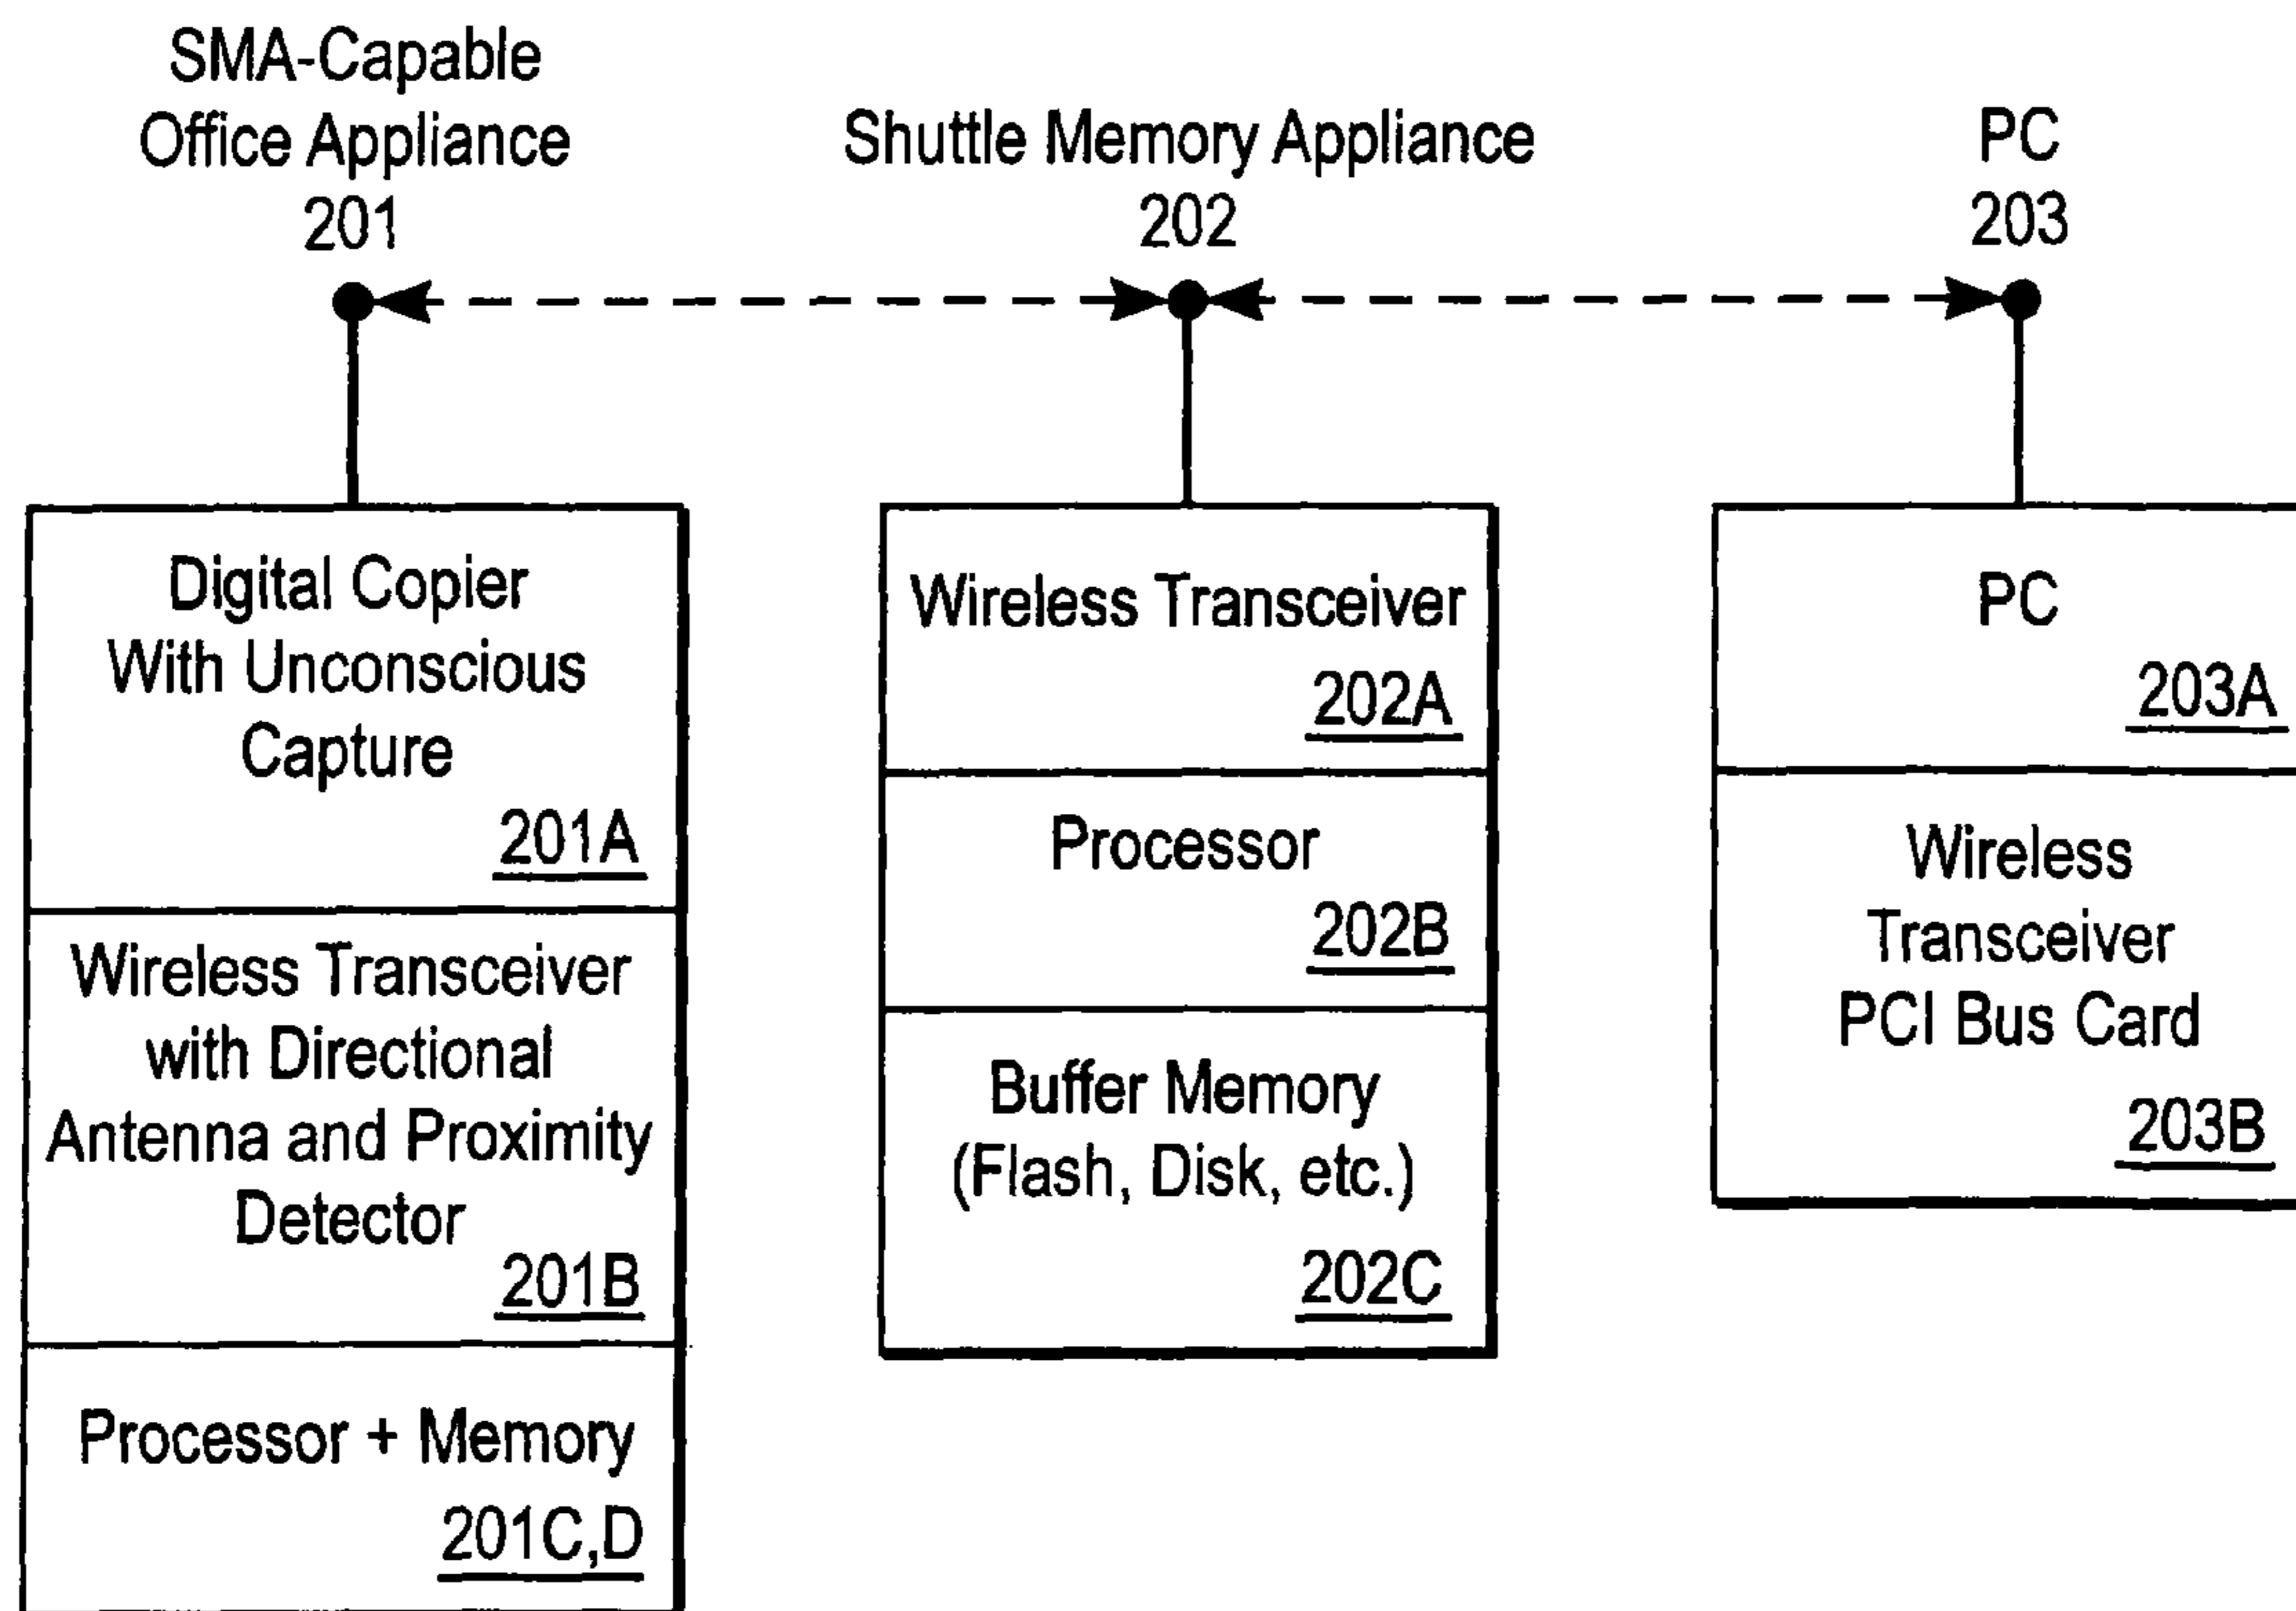 SMA-Capable
Office Appliance
201
Shuttle Memory Appliance
202
PC
203
Digital Copier
With Unconscious
Capture
201A
Wireless Transceiver
with Directional
Antenna and Proximity
Detector
201B
Processor + Memory
201C,D
Wireless Transceiver
202A
Processor
202B
Buffer Memory
(Flash, Disk, etc.)
202C
PC
203A
Wireless
Transceiver
PCI Bus Card
203B